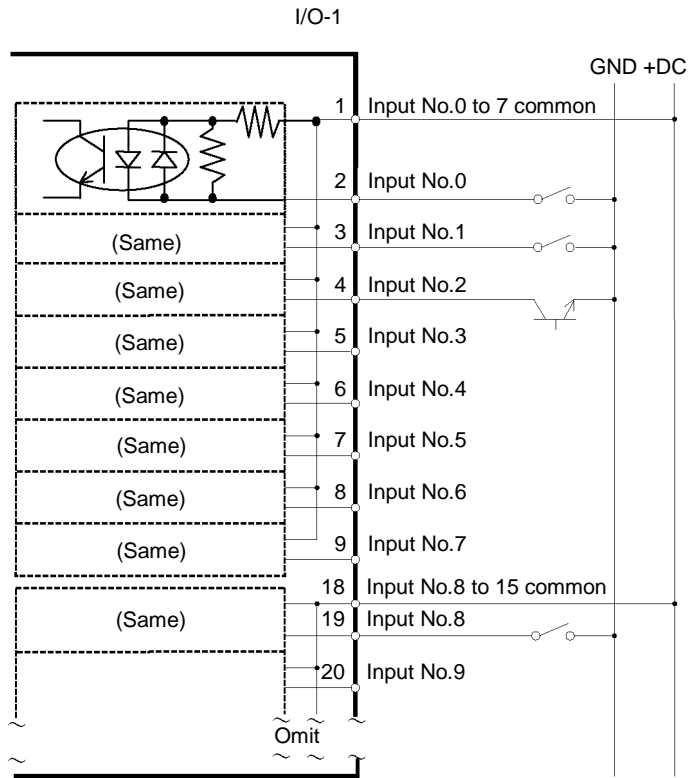 I/O-1
GND +DC
1 Input No.0 to 7 common
2 Input No.0
(Same) 3 Input No.1
(Same) 4 Input No.2
(Same) 5 Input No.3
(Same) 6 Input No.4
(Same) 7 Input No.5
(Same) 8 Input No.6
(Same) 9 Input No.7
18 Input No.8 to 15 common
(Same) 19 Input No.8
20 Input No.9
Omit